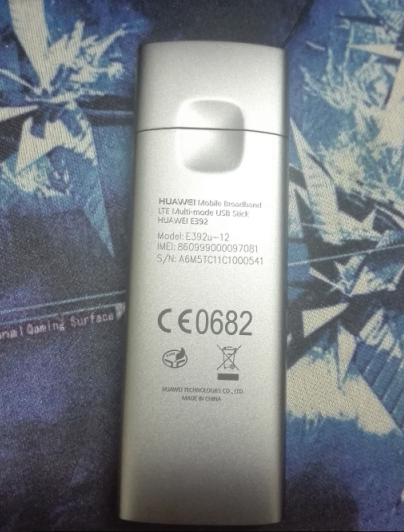 HUAWEI Mobile Broadband
LTE Multi-mode USB Stick
HUAWEI E392
Model: E392u-12
IMEI: 860999000097081
S/N: A6M5TC11C1000541
CE0682
HUAWEI TECHNOLOGIES CO., LTD.
MADE IN CHINA
nal Gaming Surface